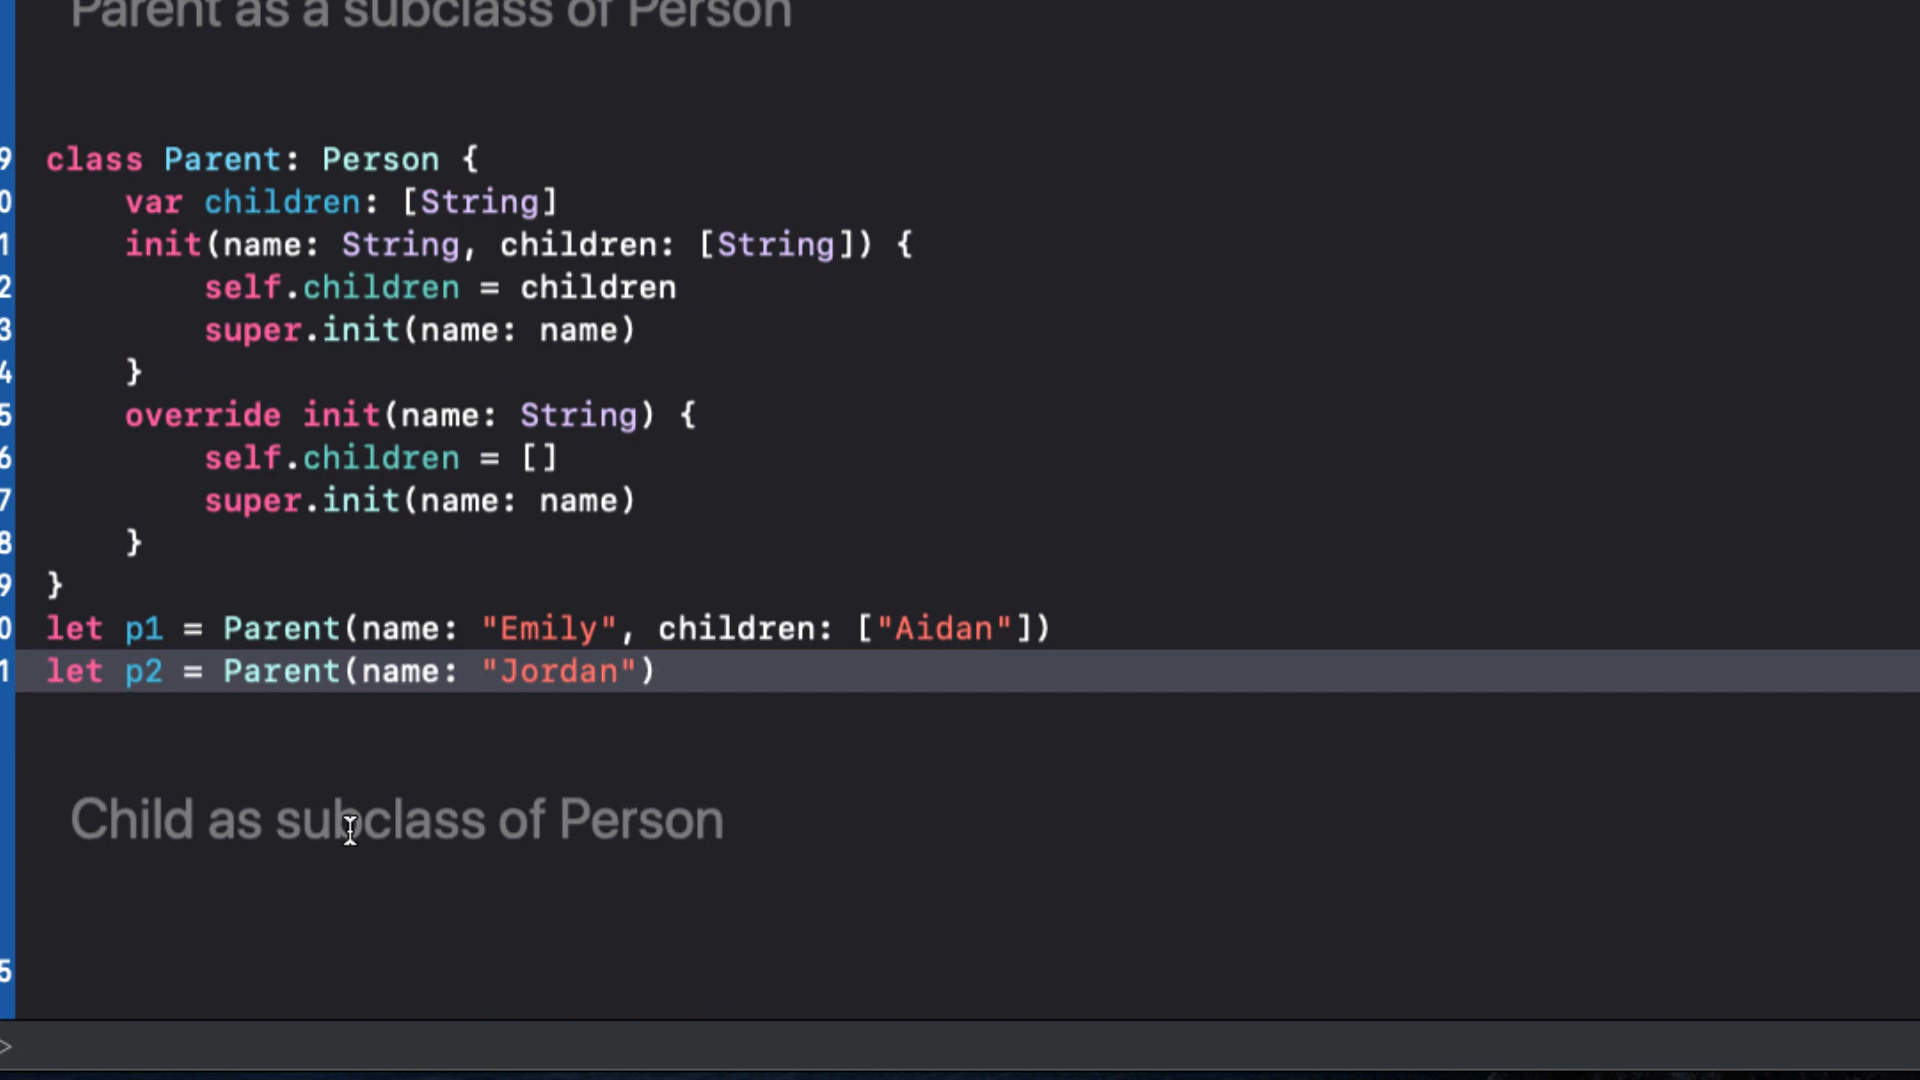 Parent as a subclass of Person
9 class Parent: Person {
0 var children: [String]
1 init(name: String, children: [String]) {
2 self.children = children
3 super.init(name: name)
4 }
5 override init(name: String) {
6 self.children = []
7 super.init(name: name)
8 }
9 }
0 let p1 = Parent(name: "Emily", children: ["Aidan"])
1 let p2 = Parent(name: "Jordan")
Child as subclass of Person
5
>